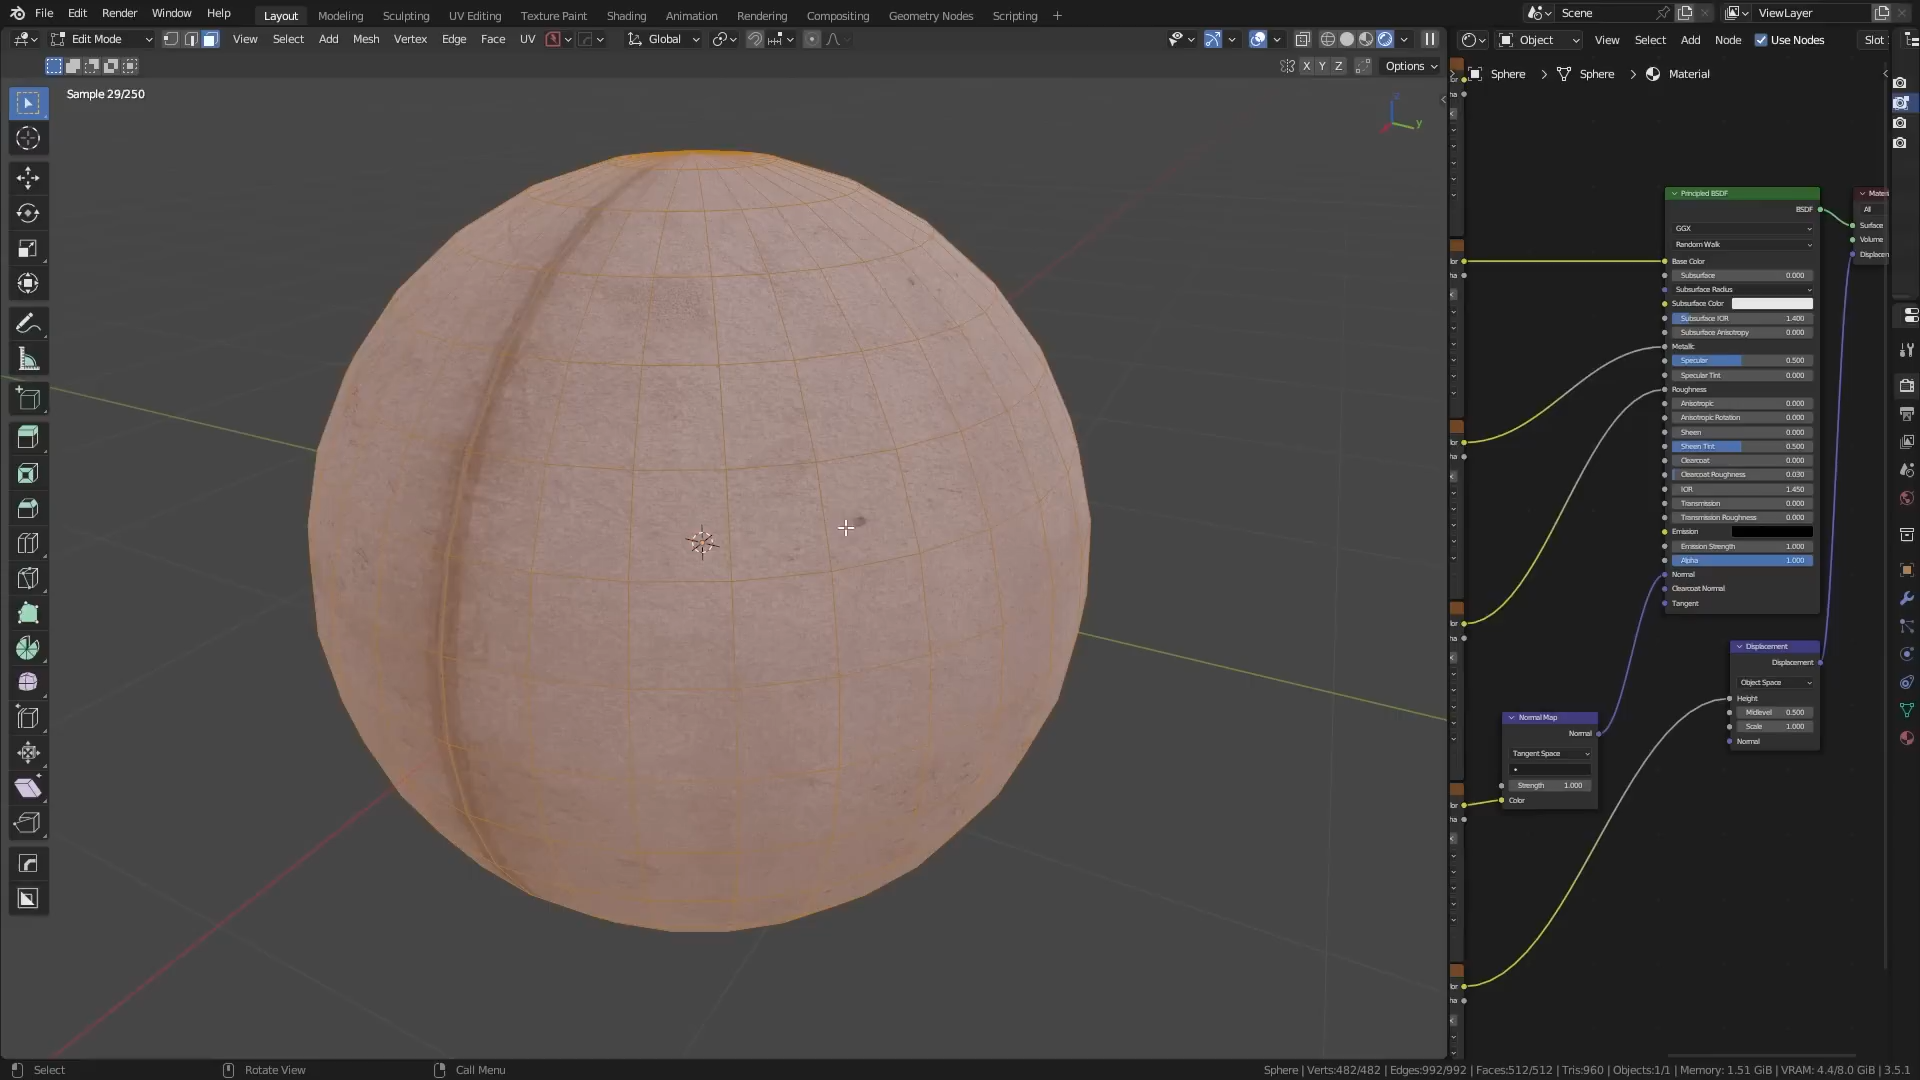 File Edit Render Window Help Layout Modeling Sculpting UV Editing Texture Paint Shading Animation Rendering Compositing Geometry Nodes Scripting + Scene ViewLayer
Edit Mode View Select Add Mesh Vertex Edge Face UV Global Object View Select Add Node Use Nodes Slot
X Y Z Options
Sphere > Sphere > Material
Sample 29/250
y
Principled BSDF
BSDF
GGX
Random Walk
Base Color
Subsurface 0.000
Subsurface Radius
Subsurface Color
Subsurface IOR 1.400
Subsurface Anisotropy 0.000
Metallic
Specular 0.500
Specular Tint 0.000
Roughness
Anisotropic 0.000
Anisotropic Rotation 0.000
Sheen 0.000
Sheen Tint 0.500
Clearcoat 0.000
Clearcoat Roughness 0.030
IOR 1.450
Transmission 0.000
Transmission Roughness 0.000
Emission
Emission Strength 1.000
Alpha 1.000
Normal
Clearcoat Normal
Tangent
Materi
All
Surface
Volume
Displacen
Displacement
Displacement
Object Space
Height
Midlevel 0.500
Scale 1.000
Normal
Normal Map
Normal
Tangent Space
Strength 1.000
Color
Select Rotate View Call Menu Sphere | Verts:482/482 | Edges:992/992 | Faces:512/512 | Tris:960 | Objects:1/1 | Memory: 1.51 GiB | VRAM: 4.4/8.0 GiB | 3.5.1